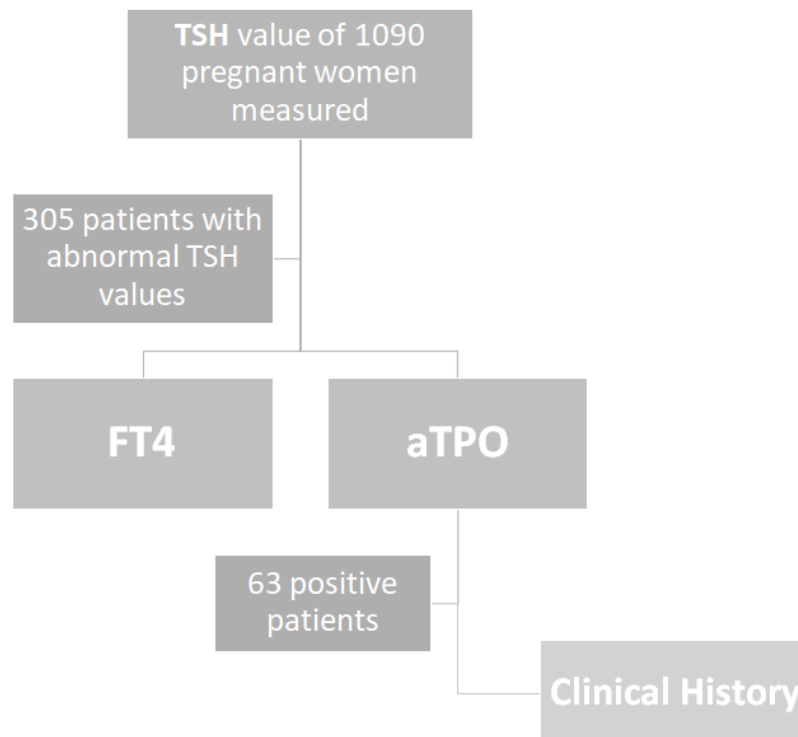 TSH value of 1090
pregnant women
measured
305 patients with
abnormal TSH
values
FT4
aTPO
63 positive
patients
Clinical History